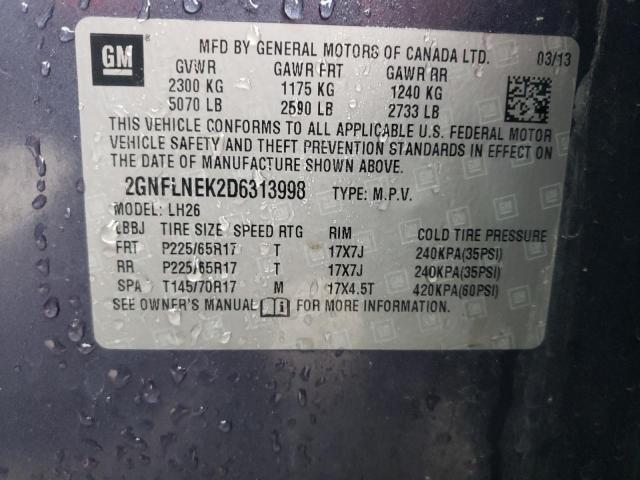 GM ® MFD BY GENERAL MOTORS OF CANADA LTD. 03/13
GVWR GAWR FRT GAWR RR
2300 KG 1175 KG 1240 KG
5070 LB 2590 LB 2733 LB
THIS VEHICLE CONFORMS TO ALL APPLICABLE U.S. FEDERAL MOTOR
VEHICLE SAFETY AND THEFT PREVENTION STANDARDS IN EFFECT ON
THE DATE OF MANUFACTURE SHOWN ABOVE.
2GNFLNEK2D6313998 TYPE: M.P.V.
MODEL: LH26
LBBJ TIRE SIZE SPEED RTG RIM COLD TIRE PRESSURE
FRT P225/65R17 T 17X7J 240KPA(35PSI)
RR P225/65R17 T 17X7J 240KPA(35PSI)
SPA T145/70R17 M 17X4.5T 420KPA(60PSI)
SEE OWNER'S MANUAL i FOR MORE INFORMATION.